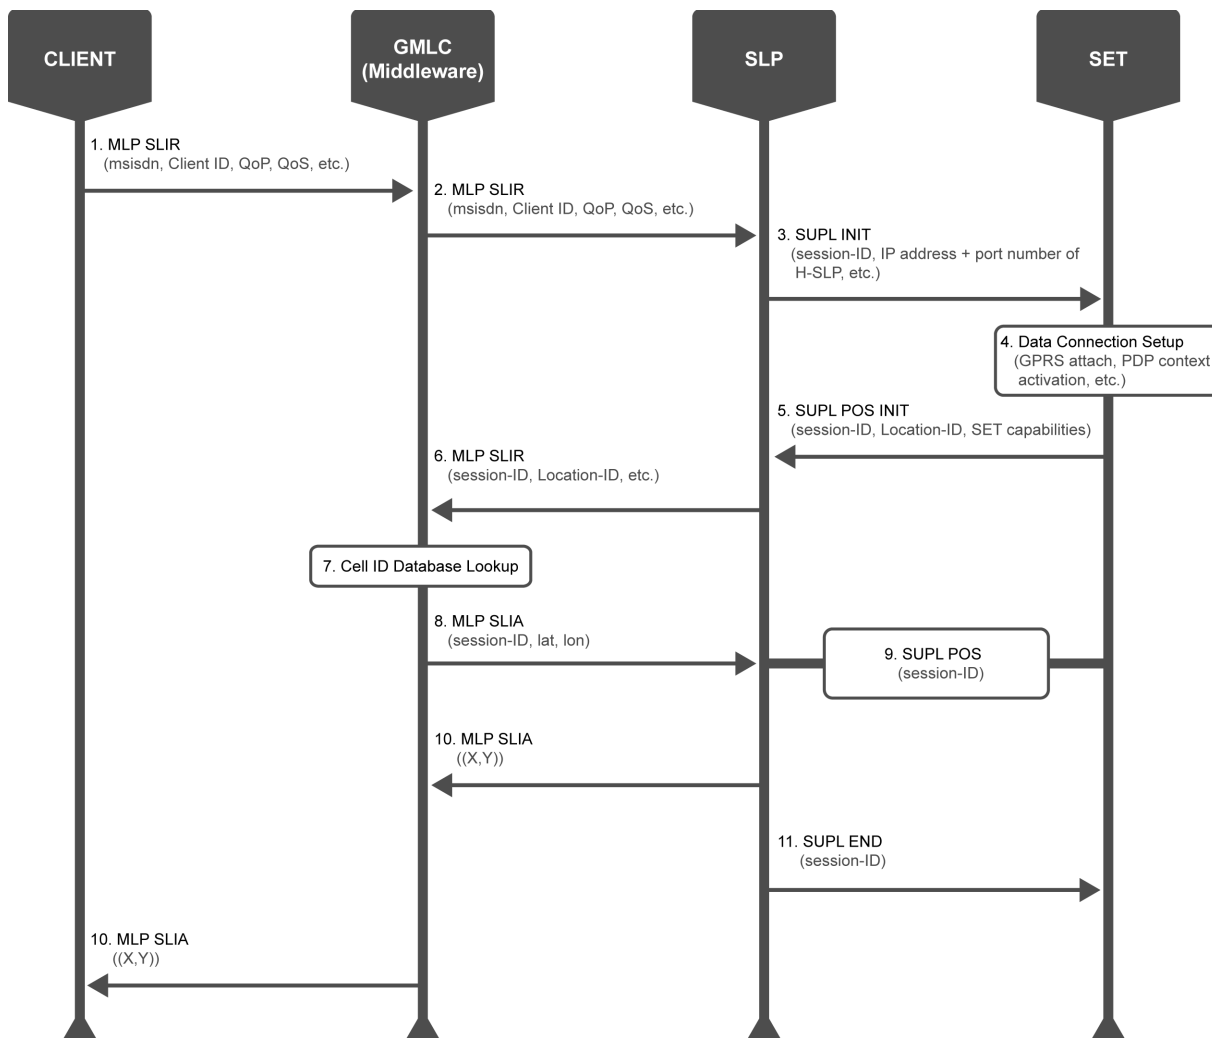 CLIENT
GMLC
(Middleware)
SLP
SET
1. MLP SLIR
(msisdn, Client ID, QoP, QoS, etc.)
2. MLP SLIR
(msisdn, Client ID, QoP, QoS, etc.)
3. SUPL INIT
(session-ID, IP address + port number of
H-SLP, etc.)
4. Data Connection Setup
(GPRS attach, PDP context
activation, etc.)
5. SUPL POS INIT
(session-ID, Location-ID, SET capabilities)
6. MLP SLIR
(session-ID, Location-ID, etc.)
7. Cell ID Database Lookup
8. MLP SLIA
(session-ID, lat, lon)
9. SUPL POS
(session-ID)
10. MLP SLIA
((X,Y))
11. SUPL END
(session-ID)
10. MLP SLIA
((X,Y))